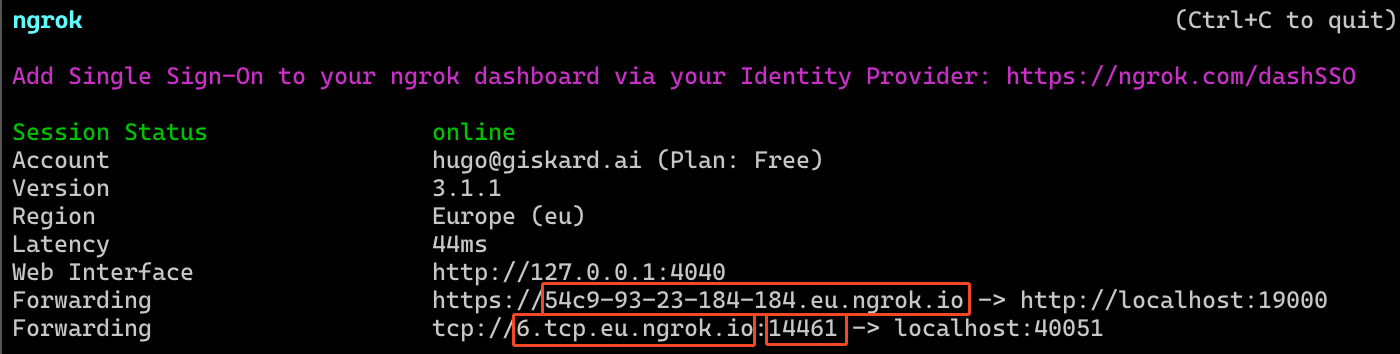 ngrok (Ctrl+C to quit)
Add Single Sign-On to your ngrok dashboard via your Identity Provider: https://ngrok.com/dashSSO
Session Status online
Account hugo@giskard.ai (Plan: Free)
Version 3.1.1
Region Europe (eu)
Latency 44ms
Web Interface http://127.0.0.1:4040
Forwarding https://54c9-93-23-184-184.eu.ngrok.io -> http://localhost:19000
Forwarding tcp://6.tcp.eu.ngrok.io:14461 -> localhost:40051